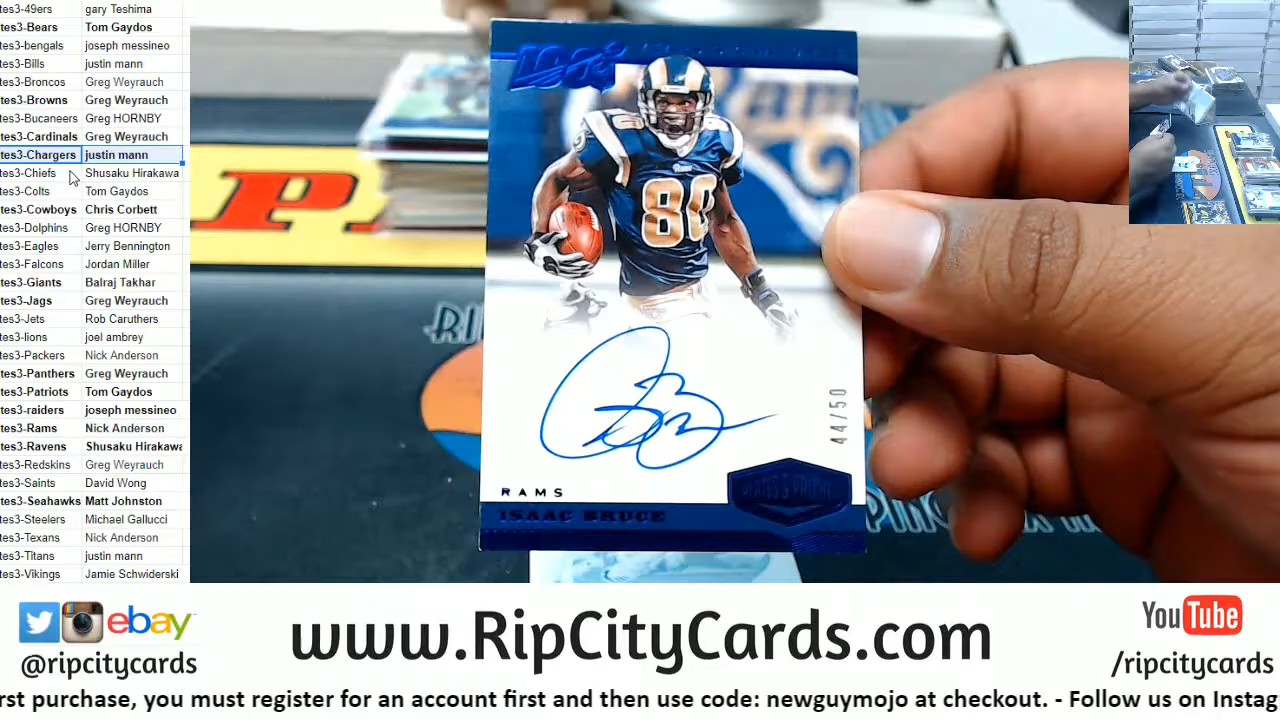 tes3-49ers gary Teshima
tes3-Bears Tom Gaydos
tes3-bengals joseph messineo
tes3-Bills justin mann
tes3-Broncos Greg Weyrauch
tes3-Browns Greg Weyrauch
tes3-Bucaneers Greg HORNBY
tes3-Cardinals Greg Weyrauch
tes3-Chargers justin mann
tes3-Chiefs Shusaku Hirakawa
tes3-Colts Tom Gaydos
tes3-Cowboys Chris Corbett
tes3-Dolphins Greg HORNBY
tes3-Eagles Jerry Bennington
tes3-Falcons Jordan Miller
tes3-Giants Balraj Takhar
tes3-Jags Greg Weyrauch
tes3-Jets Rob Caruthers
tes3-lions joel ambrey
tes3-Packers Nick Anderson
tes3-Panthers Greg Weyrauch
tes3-Patriots Tom Gaydos
tes3-raiders joseph messineo
tes3-Rams Nick Anderson
tes3-Ravens Shusaku Hirakawa
tes3-Redskins Greg Weyrauch
tes3-Saints David Wong
tes3-Seahawks Matt Johnston
tes3-Steelers Michael Gallucci
tes3-Texans Nick Anderson
tes3-Titans justin mann
tes3-Vikings Jamie Schwiderski
PA
RI
80
80
44/50
RAMS
PLATES & PATCHES
ISAAC BRUCE
ebay
@ripcitycards
www.RipCityCards.com
YouTube
/ripcitycards
rst purchase, you must register for an account first and then use code: newguymojo at checkout. - Follow us on Instag